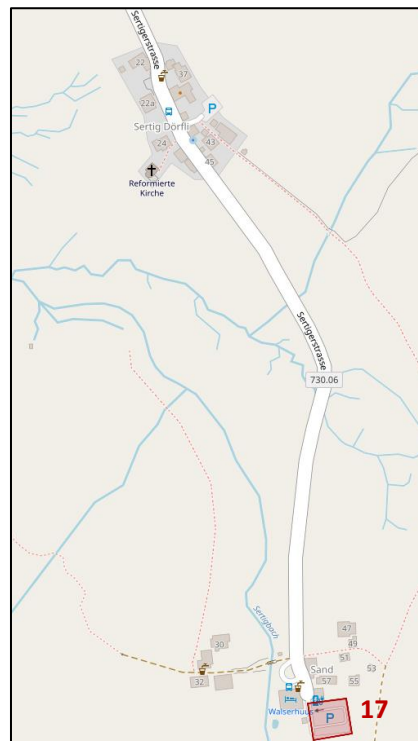 Sertigerstrasse
22
37
22a
P
Sertig Dörfli
24
43
45
Reformierte
Kirche
Sertigerstrasse
730.06
Sertigbach
30
32
47
49
Sand
51
53
57
55
Walserhuus
P
17